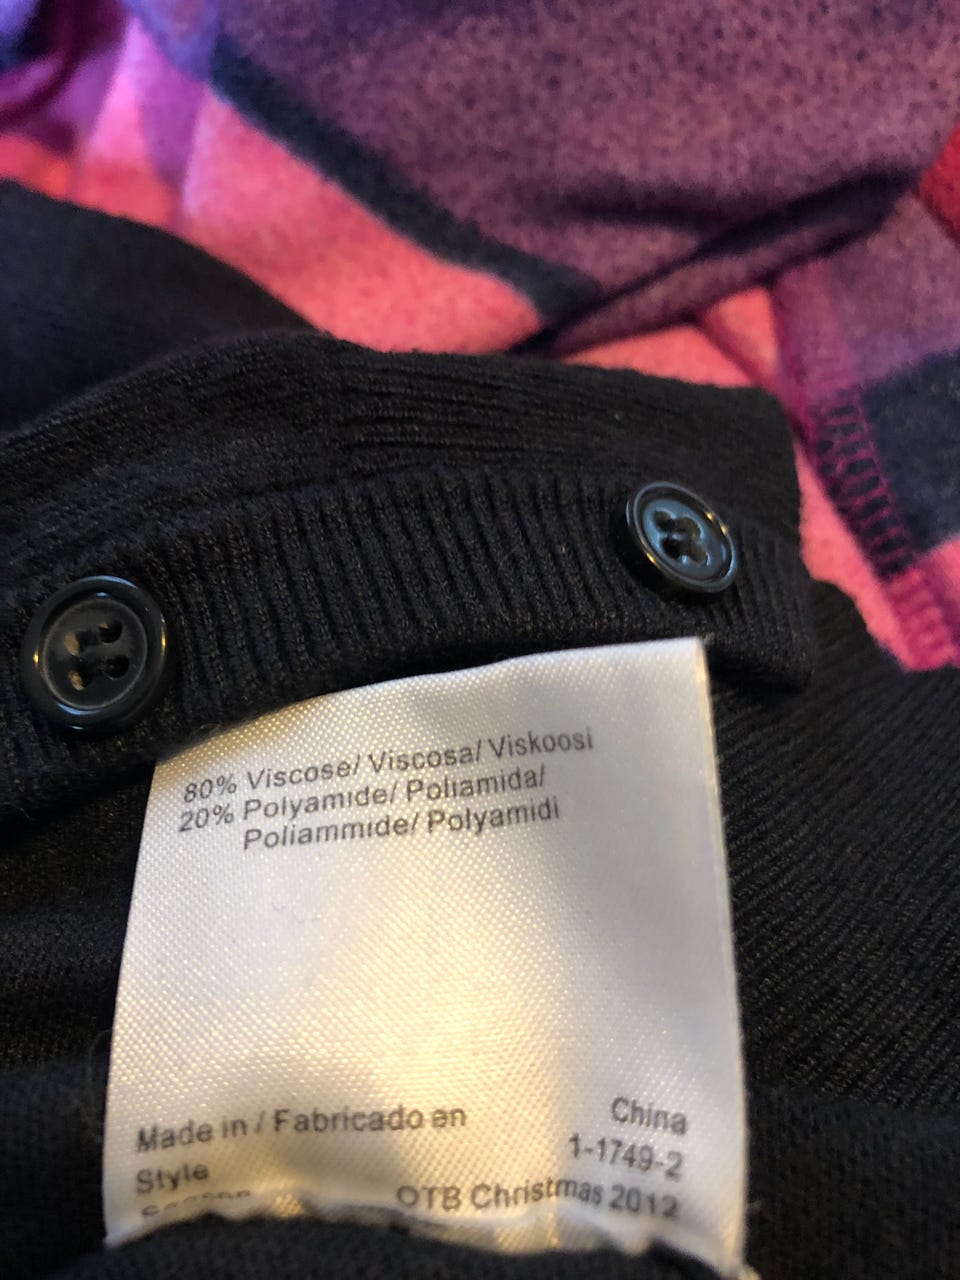 80% Viscose/ Viscosa/ Viskoosi
20% Polyamide/ Poliamida/
Poliammide/ Polyamidi
Made in / Fabricado en China
Style 1-1749-2
OTB Christmas 2012